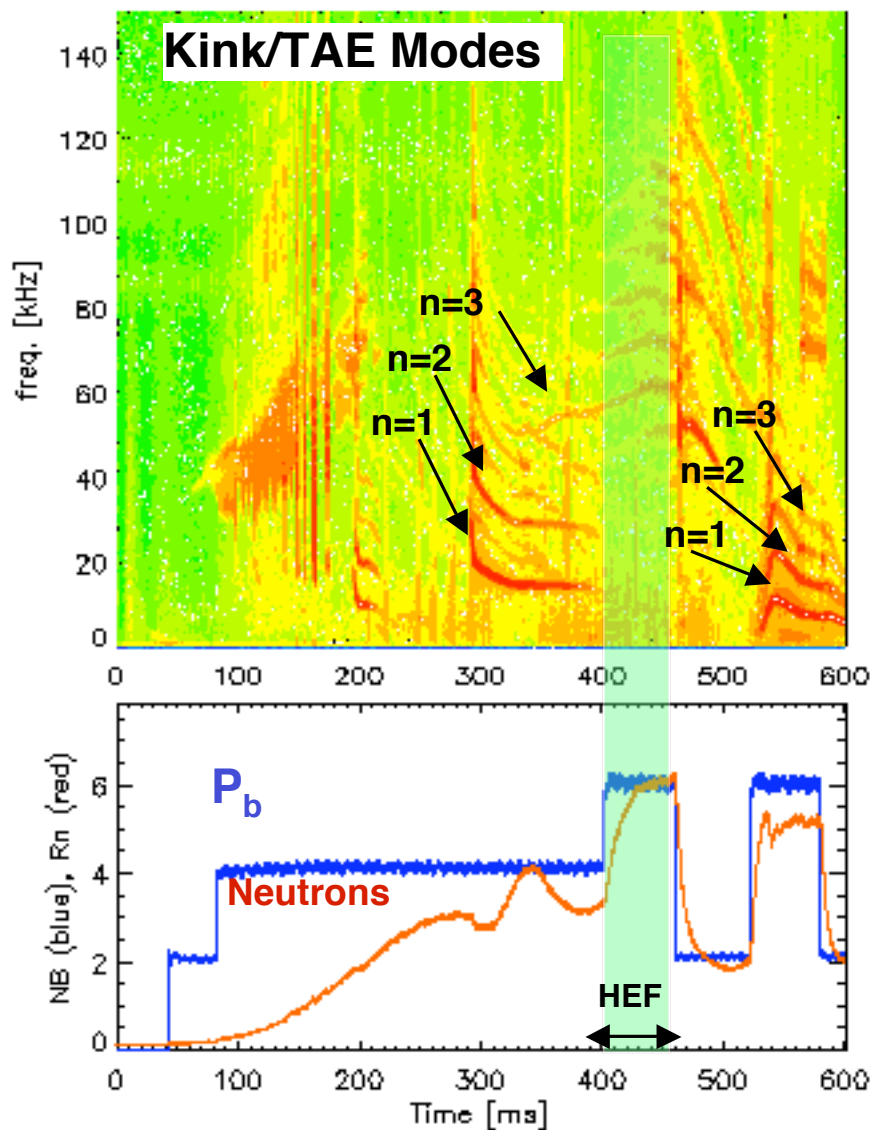 Kink/TAE Modes
140
120
100
80
60
40
20
0
freq. [kHz]
n=3
n=2
n=1
n=3
n=2
n=1
0 100 200 300 400 500 600
P_b
Neutrons
HEF
6
4
2
0
NB (blue), Rn (red)
0 100 200 300 400 500 600
Time [ms]